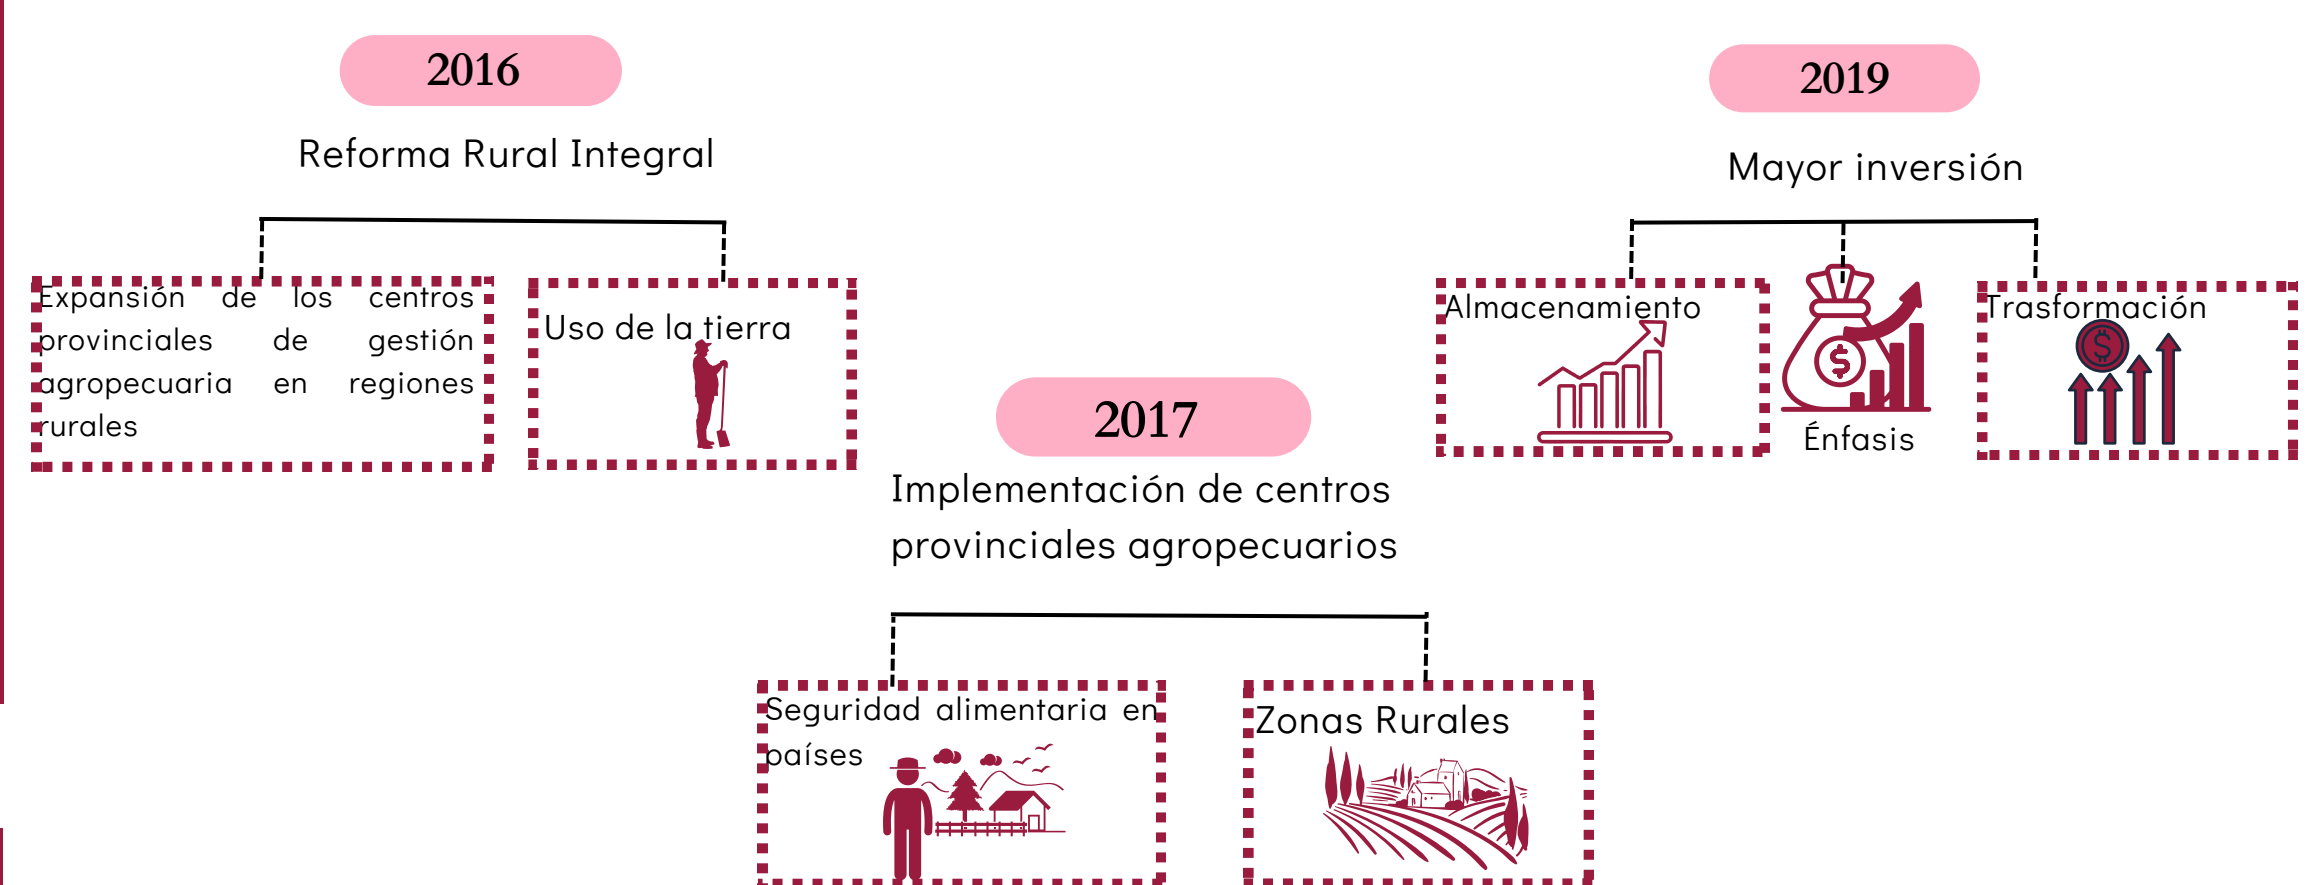 2016
Reforma Rural Integral
Expansión de los centros
provinciales de gestión
agropecuaria en regiones
rurales
Uso de la tierra
2017
Implementación de centros
provinciales agropecuarios
Seguridad alimentaria en
países
Zonas Rurales
2019
Mayor inversión
Almacenamiento
$
Énfasis
Trasformación
$